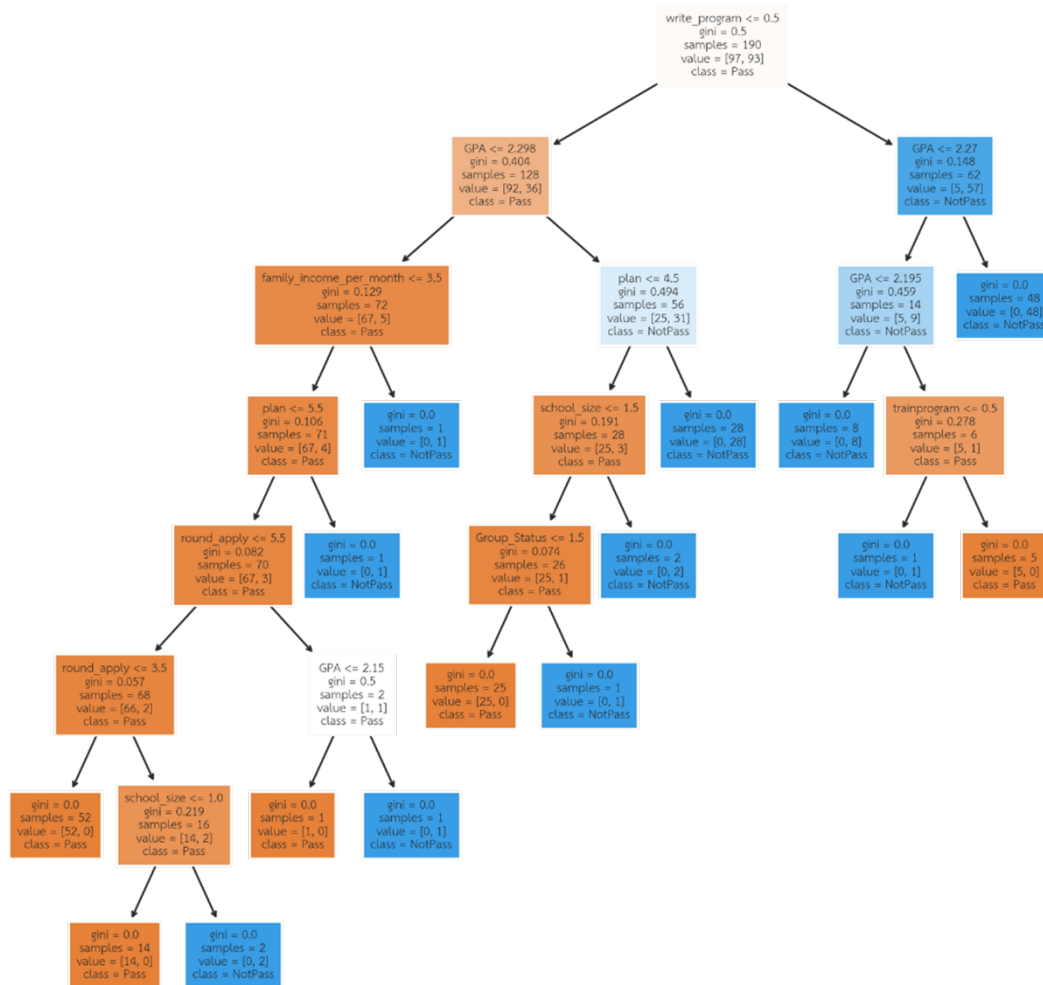 write_program <= 0.5
gini = 0.5
samples = 190
value = [97, 93]
class = Pass
GPA <= 2.298
gini = 0.404
samples = 128
value = [92, 36]
class = Pass
GPA <= 2.27
gini = 0.148
samples = 62
value = [5, 57]
class = NotPass
family_income_per_month <= 3.5
gini = 0.129
samples = 72
value = [67, 5]
class = Pass
plan <= 4.5
gini = 0.494
samples = 56
value = [25, 31]
class = NotPass
GPA <= 2.195
gini = 0.459
samples = 14
value = [5, 9]
class = NotPass
gini = 0.0
samples = 48
value = [0, 48]
class = NotPass
plan <= 5.5
gini = 0.106
samples = 71
value = [67, 4]
class = Pass
gini = 0.0
samples = 1
value = [0, 1]
class = NotPass
school_size <= 1.5
gini = 0.191
samples = 28
value = [25, 3]
class = Pass
gini = 0.0
samples = 28
value = [0, 28]
class = NotPass
gini = 0.0
samples = 8
value = [0, 8]
class = NotPass
trainprogram <= 0.5
gini = 0.278
samples = 6
value = [5, 1]
class = Pass
round_apply <= 5.5
gini = 0.082
samples = 70
value = [67, 3]
class = Pass
gini = 0.0
samples = 1
value = [0, 1]
class = NotPass
Group_Status <= 1.5
gini = 0.074
samples = 26
value = [25, 1]
class = Pass
gini = 0.0
samples = 2
value = [0, 2]
class = NotPass
gini = 0.0
samples = 1
value = [0, 1]
class = NotPass
gini = 0.0
samples = 5
value = [5, 0]
class = Pass
round_apply <= 3.5
gini = 0.057
samples = 68
value = [66, 2]
class = Pass
GPA <= 2.15
gini = 0.5
samples = 2
value = [1, 1]
class = Pass
gini = 0.0
samples = 25
value = [25, 0]
class = Pass
gini = 0.0
samples = 1
value = [0, 1]
class = NotPass
gini = 0.0
samples = 52
value = [52, 0]
class = Pass
school_size <= 1.0
gini = 0.219
samples = 16
value = [14, 2]
class = Pass
gini = 0.0
samples = 1
value = [1, 0]
class = Pass
gini = 0.0
samples = 1
value = [0, 1]
class = NotPass
gini = 0.0
samples = 14
value = [14, 0]
class = Pass
gini = 0.0
samples = 2
value = [0, 2]
class = NotPass